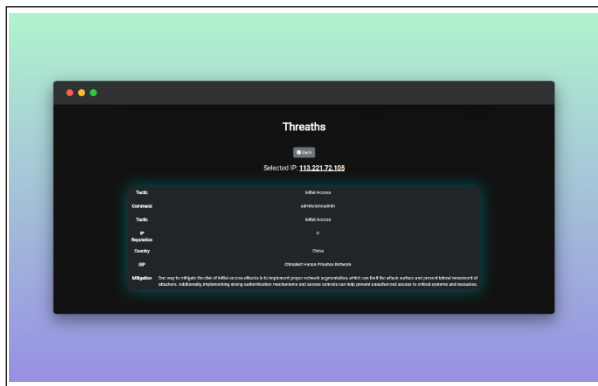 Threaths
Back
Selected IP: 113.221.72.105
Tactic Initial Access
Command
Tactic Initial Access
IP Reputation 0
Country China
ISP Chinanet Hunan Province Network
Mitigation One way to mitigate the risk of initial access attacks is to implement proper network segmentation, which can limit the attack surface and prevent lateral movement of
attackers. Additionally, implementing strong authentication mechanisms and access controls can help prevent unauthorized access to critical systems and resources.